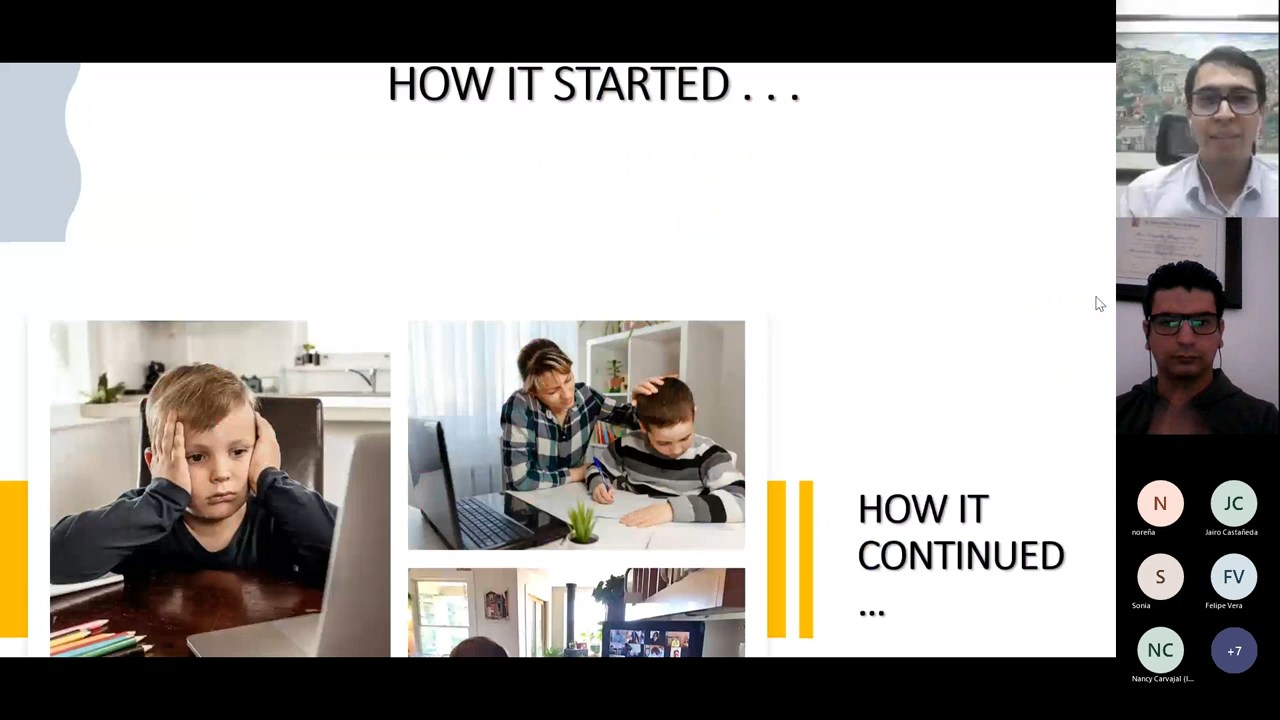 HOW IT STARTED . . .
HOW IT
CONTINUED
...
N
JC
noreña
Jairo Castañeda
S
FV
Sonia
Felipe Vera
NC
+7
Nancy Carvajal (I...